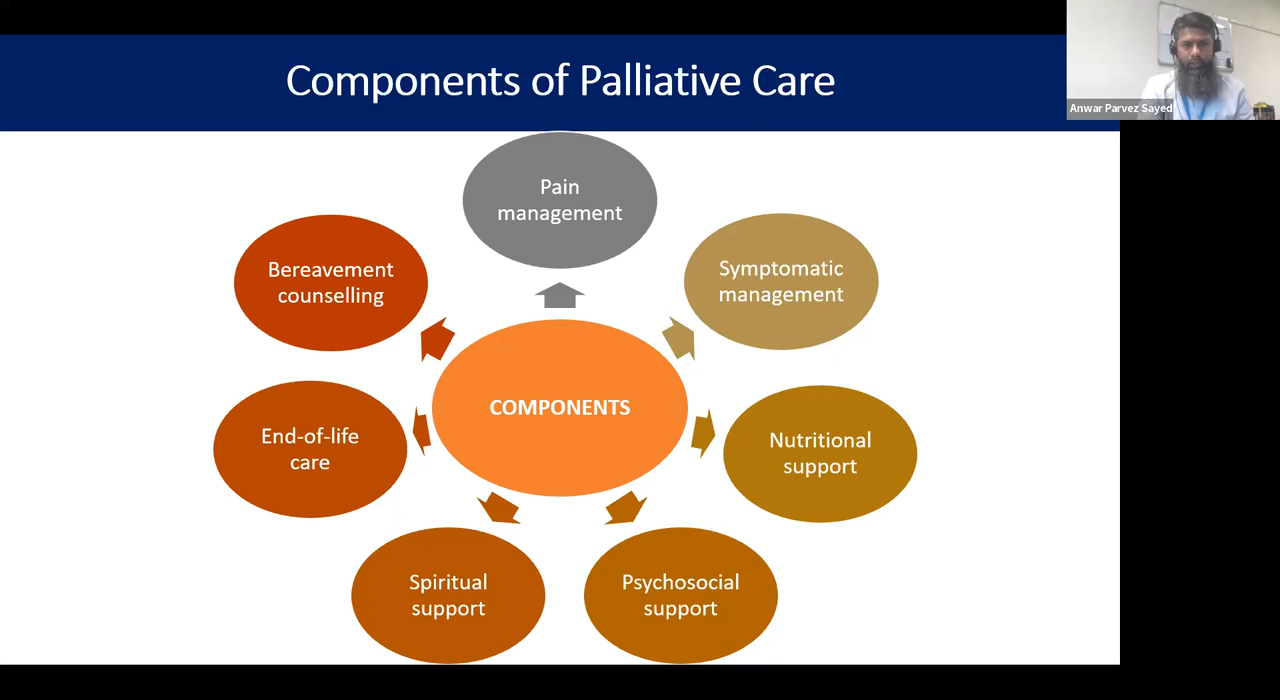 Components of Palliative Care
Anwar Parvez Sayed
Pain
management
Symptomatic
management
Nutritional
support
Psychosocial
support
Spiritual
support
End-of-life
care
Bereavement
counselling
COMPONENTS